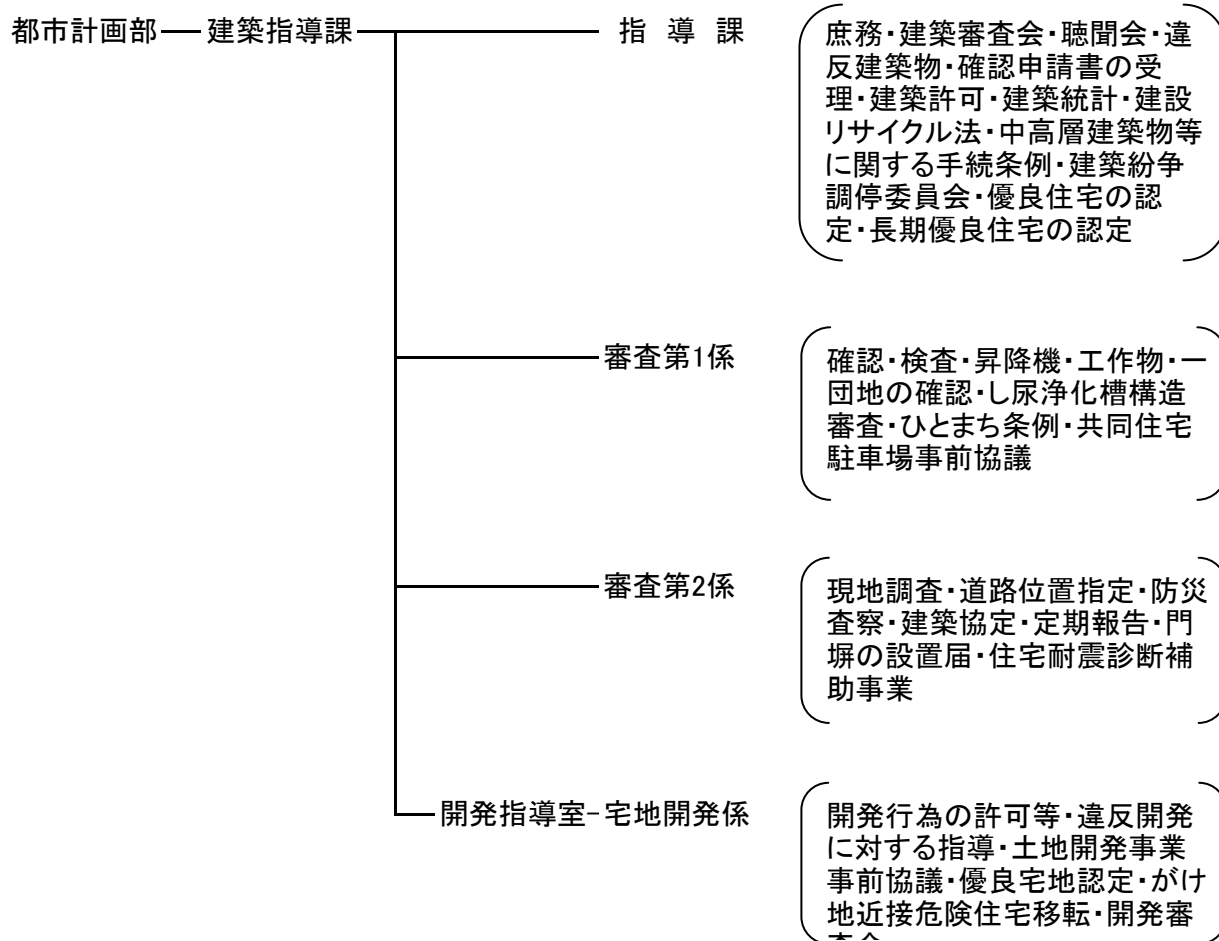 都市計画部 建築指導課 指導課
庶務・建築審査会・聴聞会・違
反建築物・確認申請書の受
理・建築許可・建築統計・建設
リサイクル法・中高層建築物等
に関する手続条例・建築紛争
調停委員会・優良住宅の認
定・長期優良住宅の認定
審査第1係
確認・検査・昇降機・工作物・一
団地の確認・し尿浄化槽構造
審査・ひとまち条例・共同住宅
駐車場事前協議
審査第2係
現地調査・道路位置指定・防災
査察・建築協定・定期報告・門
塀の設置届・住宅耐震診断補
助事業
開発指導室-宅地開発係
開発行為の許可等・違反開発
に対する指導・土地開発事業
事前協議・優良宅地認定・がけ
地近接危険住宅移転・開発審